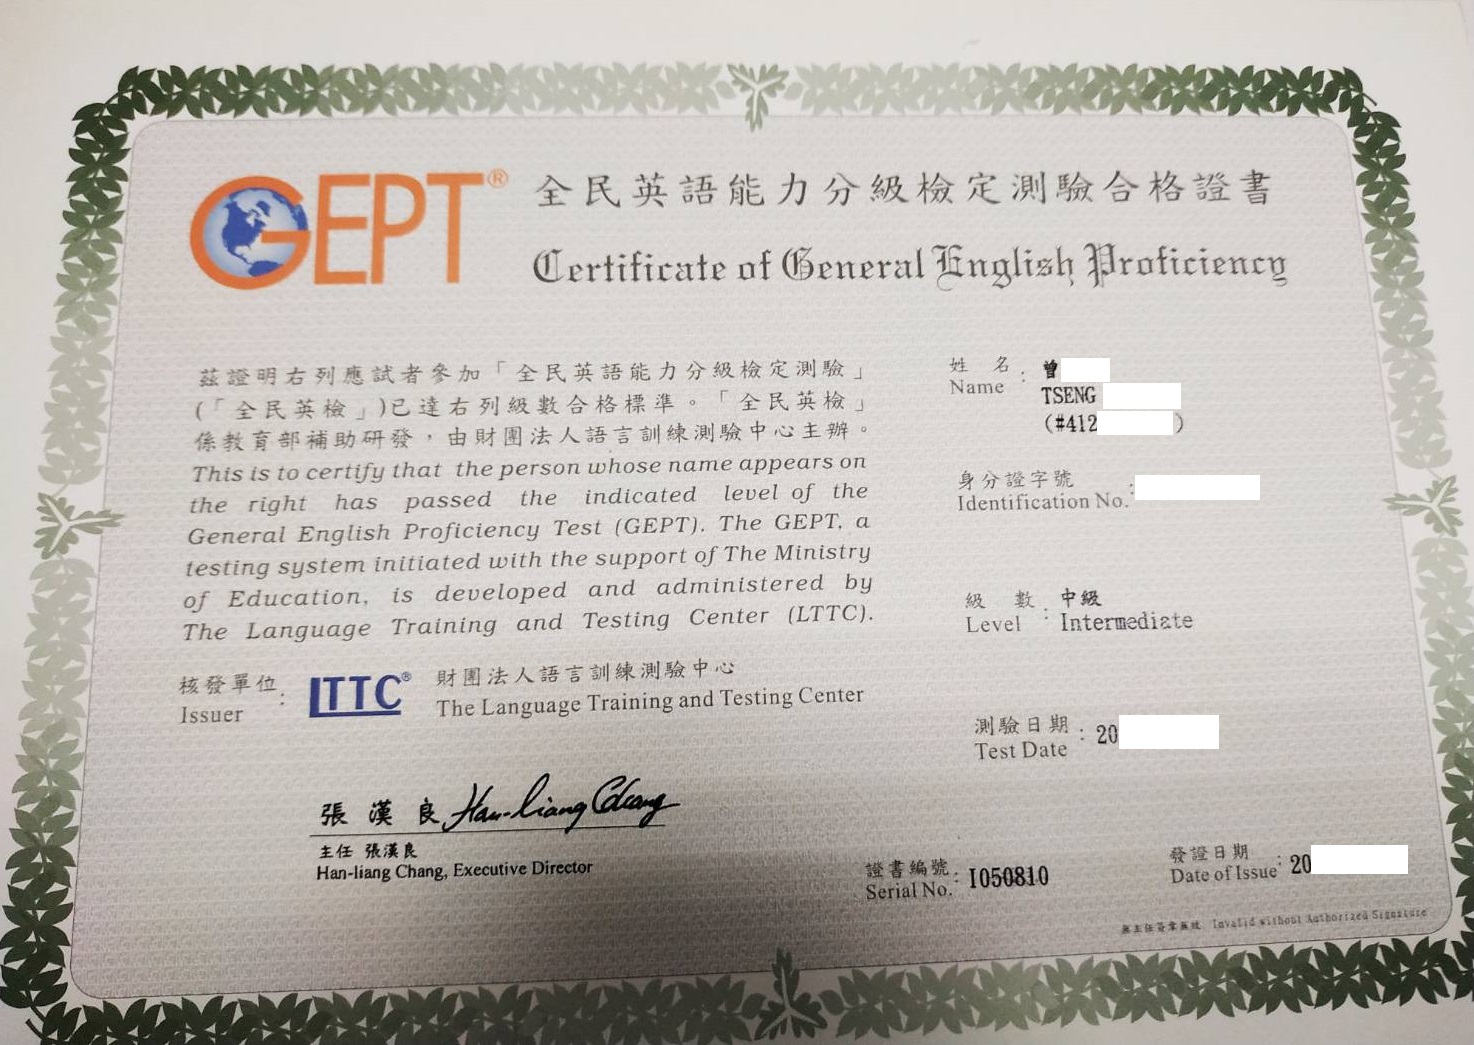 GEPT®
全民英語能力分級檢定測驗合格證書
Certificate of General English Proficiency
茲證明右列應試者參加「全民英語能力分級檢定測驗」
(「全民英檢」)已達右列級數合格標準。「全民英檢」
係教育部補助研發，由財團法人語言訓練測驗中心主辦。
This is to certify that the person whose name appears on
the right has passed the indicated level of the
General English Proficiency Test (GEPT). The GEPT, a
testing system initiated with the support of The Ministry
of Education, is developed and administered by
The Language Training and Testing Center (LTTC).
核發單位
Issuer :
LTTC®
財團法人語言訓練測驗中心
The Language Training and Testing Center
張漢良 Han-liang Chang
主任 張漢良
Han-liang Chang, Executive Director
姓名
Name : 曾
TSENG
(#412 )
身分證字號
Identification No. :
級數 : 中級
Level Intermediate
測驗日期
Test Date : 20
證書編號
Serial No. : I050810
發證日期
Date of Issue : 20
無主任簽章無效 Invalid without Authorized Signature